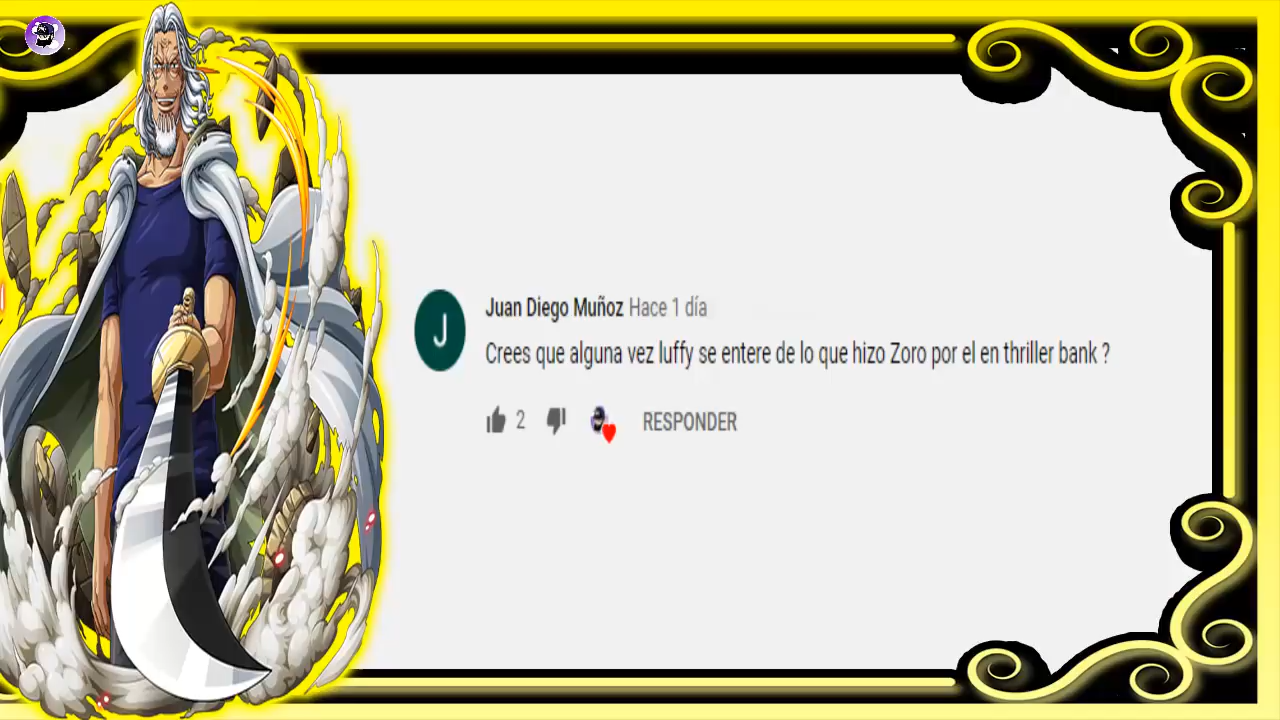 J
Juan Diego Muñoz Hace 1 día
Crees que alguna vez luffy se entere de lo que hizo Zoro por el en thriller bank ?
2 RESPONDER